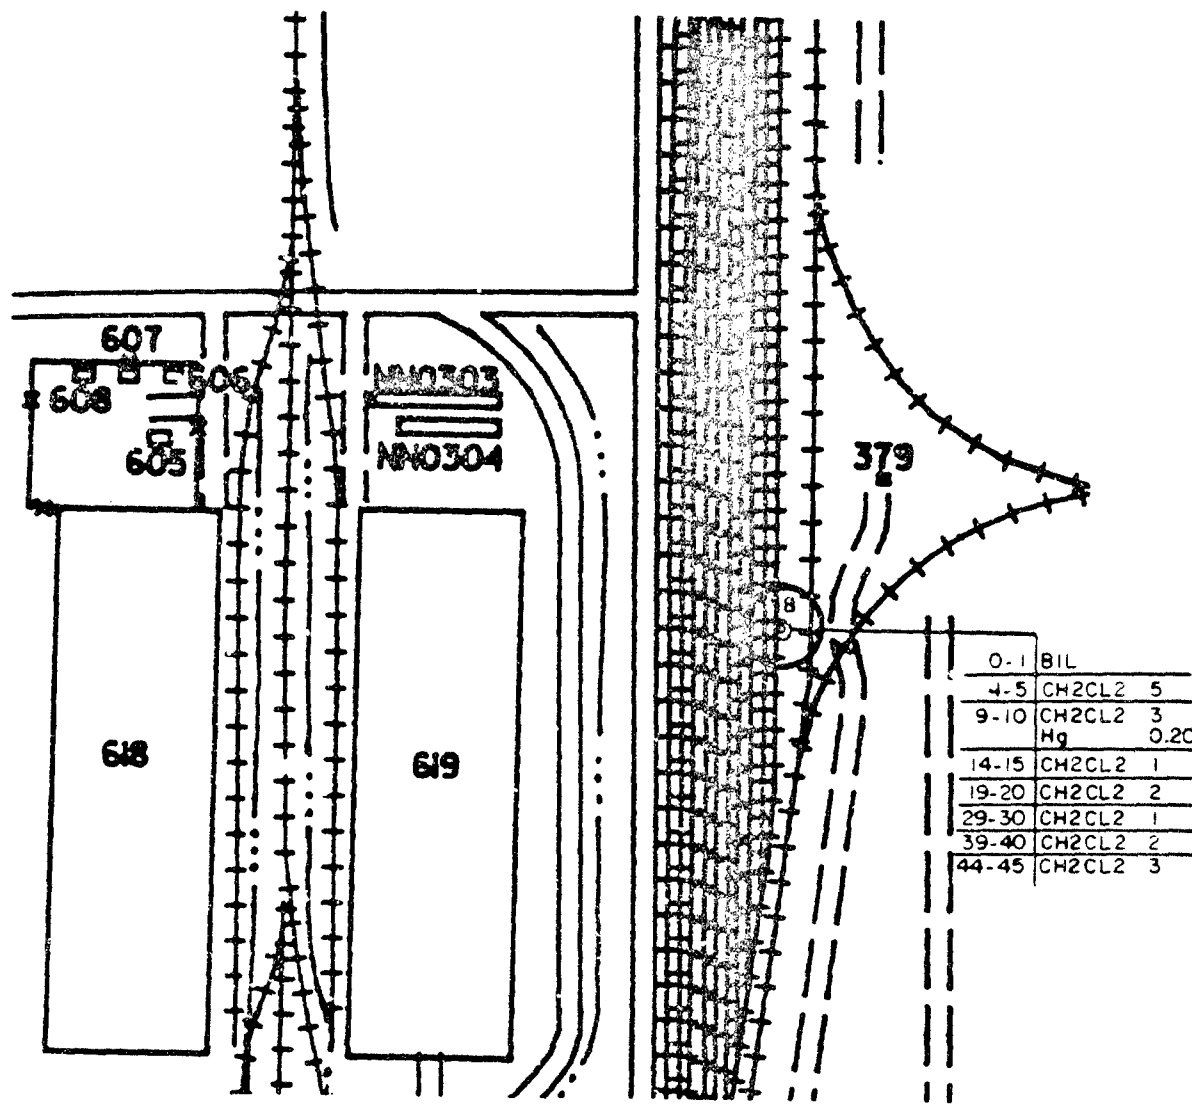 607
606
NN0303
608
605
NN0304
379
8
0-1 BIL
4-5 CH2CL2 5
9-10 CH2CL2 3
Hg 0.20
618
619
14-15 CH2CL2 1
19-20 CH2CL2 2
29-30 CH2CL2 1
39-40 CH2CL2 2
44-45 CH2CL2 3